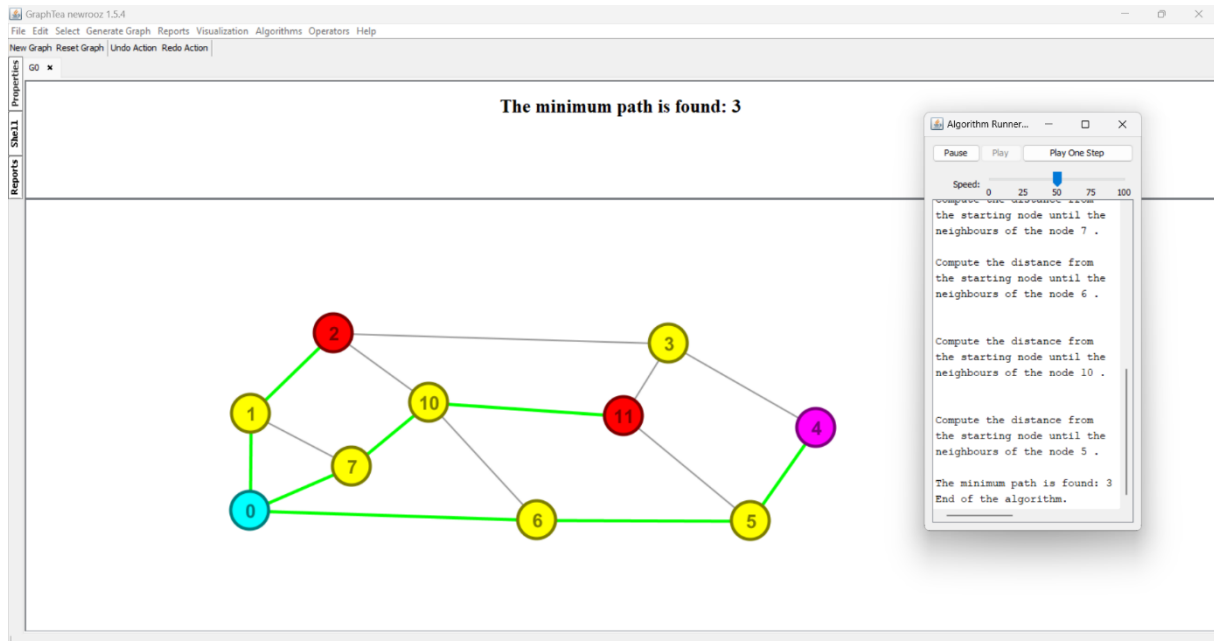 GraphTea newrooz 1.5.4
File Edit Select Generate Graph Reports Visualization Algorithms Operators Help
New Graph Reset Graph Undo Action Redo Action
G0
Properties
Shell
Reports
The minimum path is found: 3
Algorithm Runner...
Pause Play Play One Step
Speed:
0 25 50 75 100
Compute the distance from
the starting node until the
neighbours of the node 7 .
Compute the distance from
the starting node until the
neighbours of the node 6 .
Compute the distance from
the starting node until the
neighbours of the node 10 .
Compute the distance from
the starting node until the
neighbours of the node 5 .
The minimum path is found: 3
End of the algorithm.
2
3
10
1
11
4
7
0
6
5